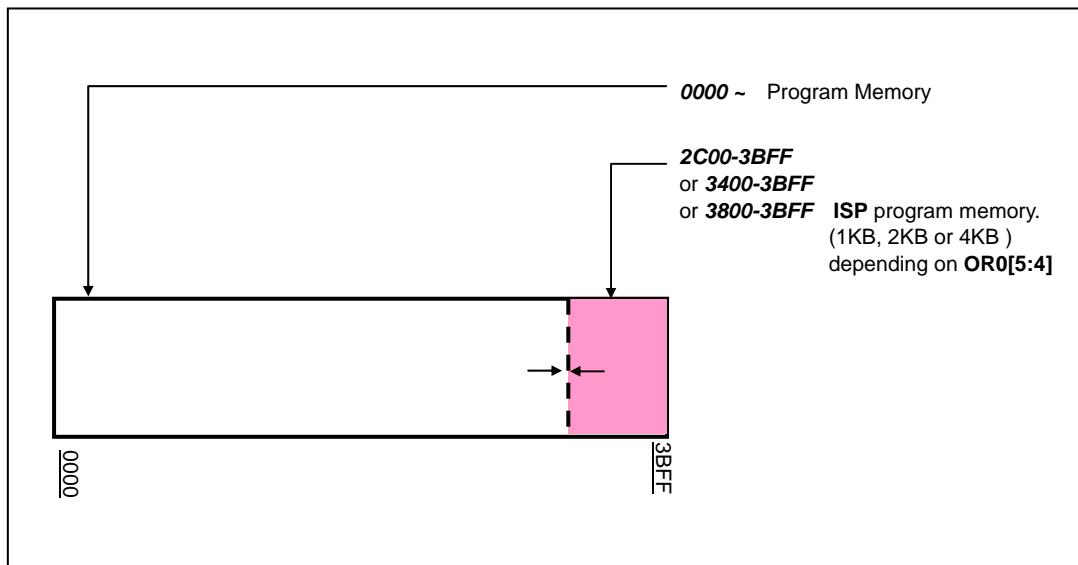 0000 ~ Program Memory
2C00-3BFF
or 3400-3BFF
or 3800-3BFF ISP program memory.
(1KB, 2KB or 4KB )
depending on OR0[5:4]
0000
3BFF